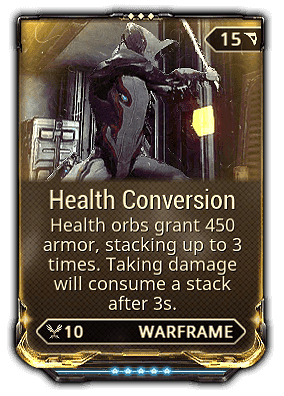 15
Health Conversion
Health orbs grant 450
armor, stacking up to 3
times. Taking damage
will consume a stack
after 3s.
10 WARFRAME